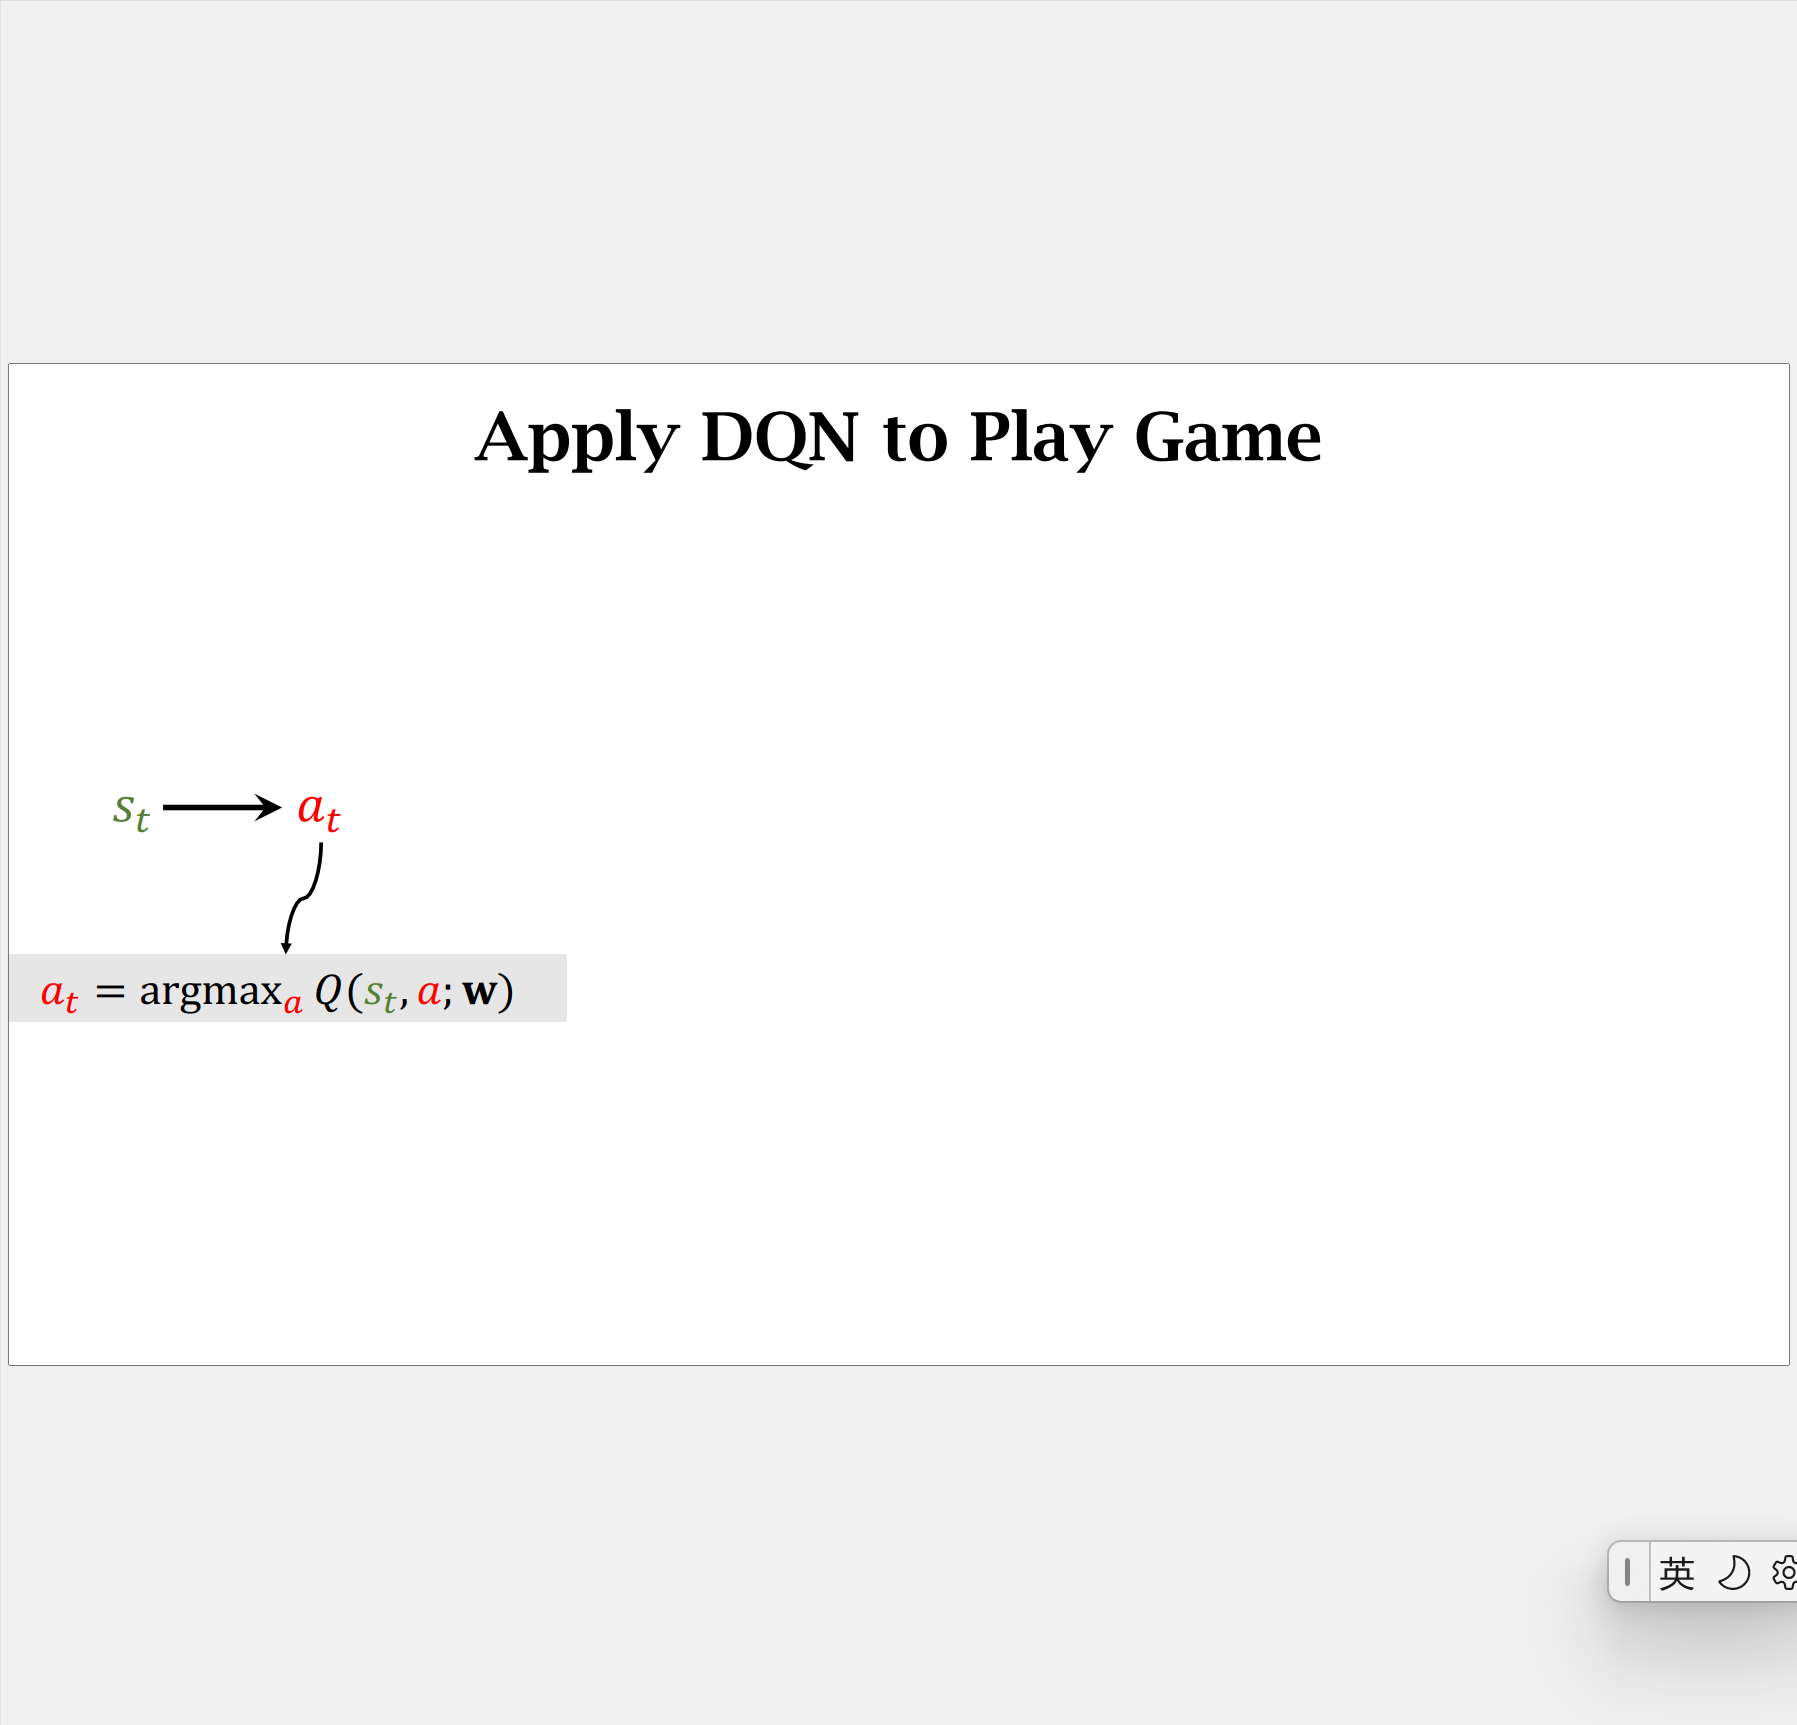 Apply DQN to Play Game
s_t → a_t
a_t = argmax_a Q(s_t, a; w)
英